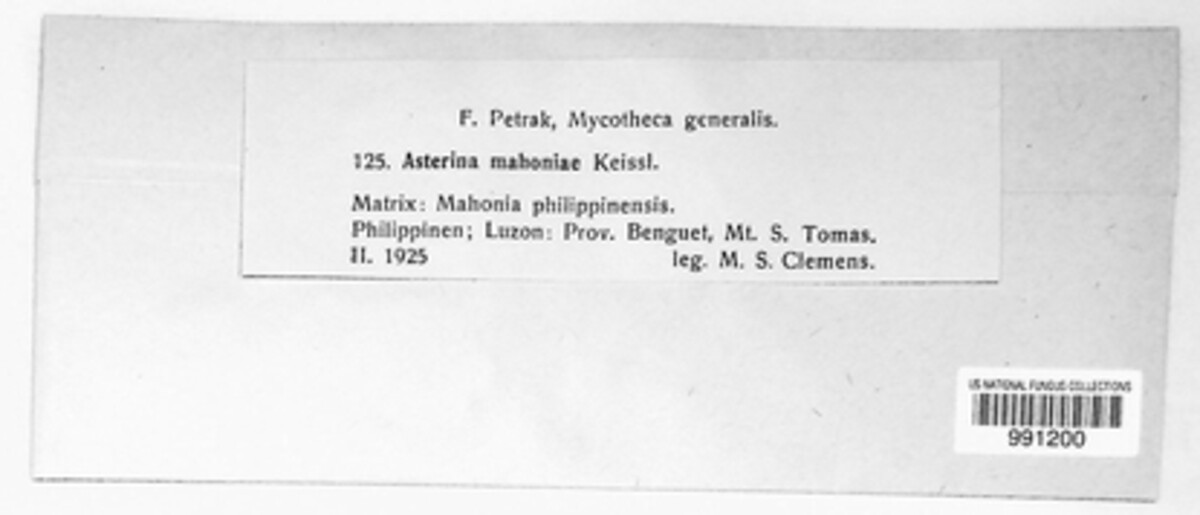 F. Petrak, Mycotheca generalis.
125. Asterina mahoniae Keissl.
Matrix: Mahonia philippinensis.
Philippinen; Luzon: Prov. Benguet, Mt. S. Tomas.
II. 1925 leg. M. S. Clemens.
US NATIONAL FUNGUS COLLECTIONS
991200